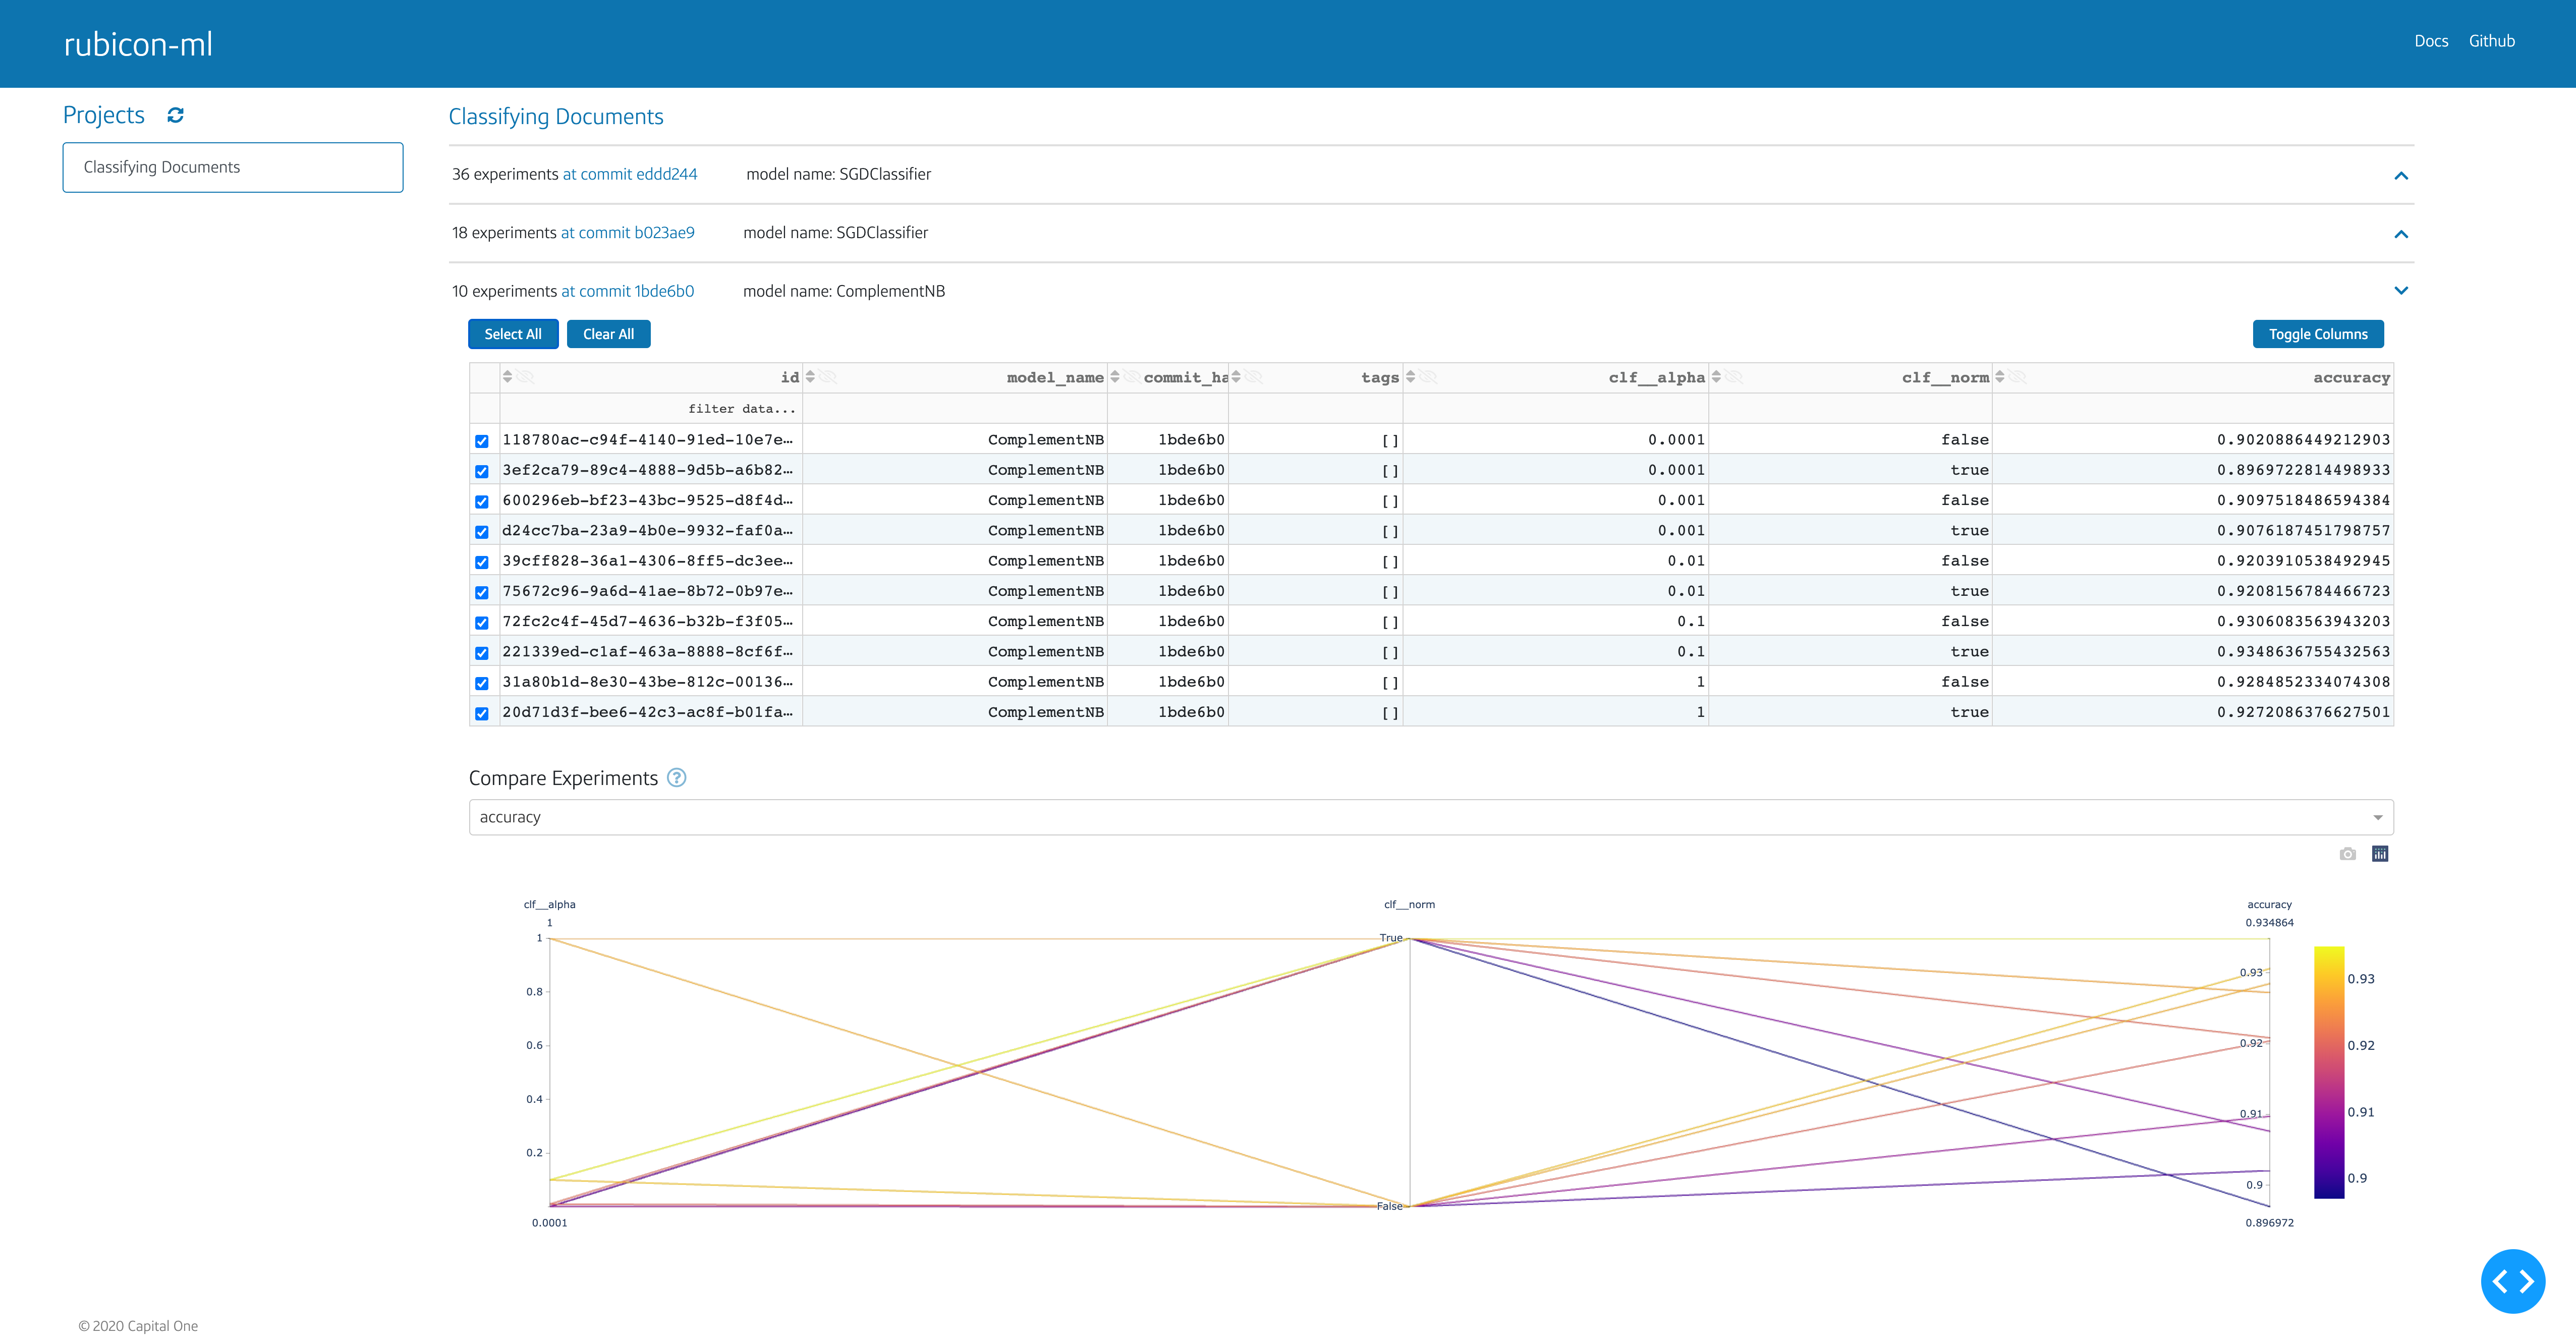 rubicon-ml
Docs Github
Projects
Classifying Documents
Classifying Documents
36 experiments at commit eddd244 model name: SGDClassifier
18 experiments at commit b023ae9 model name: SGDClassifier
10 experiments at commit 1bde6b0 model name: ComplementNB
Select All Clear All Toggle Columns
id model_name commit_ha tags clf__alpha clf__norm accuracy
filter data...
118780ac-c94f-4140-91ed-10e7e… ComplementNB 1bde6b0 [] 0.0001 false 0.9020886449212903
3ef2ca79-89c4-4888-9d5b-a6b82… ComplementNB 1bde6b0 [] 0.0001 true 0.8969722814498933
600296eb-bf23-43bc-9525-d8f4d… ComplementNB 1bde6b0 [] 0.001 false 0.9097518486594384
d24cc7ba-23a9-4b0e-9932-faf0a… ComplementNB 1bde6b0 [] 0.001 true 0.9076187451798757
39cff828-36a1-4306-8ff5-dc3ee… ComplementNB 1bde6b0 [] 0.01 false 0.9203910538492945
75672c96-9a6d-41ae-8b72-0b97e… ComplementNB 1bde6b0 [] 0.01 true 0.9208156784466723
72fc2c4f-45d7-4636-b32b-f3f05… ComplementNB 1bde6b0 [] 0.1 false 0.9306083563943203
221339ed-c1af-463a-8888-8cf6f… ComplementNB 1bde6b0 [] 0.1 true 0.9348636755432563
31a80b1d-8e30-43be-812c-00136… ComplementNB 1bde6b0 [] 1 false 0.9284852334074308
20d71d3f-bee6-42c3-ac8f-b01fa… ComplementNB 1bde6b0 [] 1 true 0.9272086376627501
Compare Experiments ?
accuracy
clf__alpha clf__norm accuracy
1 0.934864
1 True
0.93 0.93
0.8
0.6 0.92 0.92
0.4 0.91 0.91
0.2
0.9 0.9
False
0.0001 0.896972
© 2020 Capital One